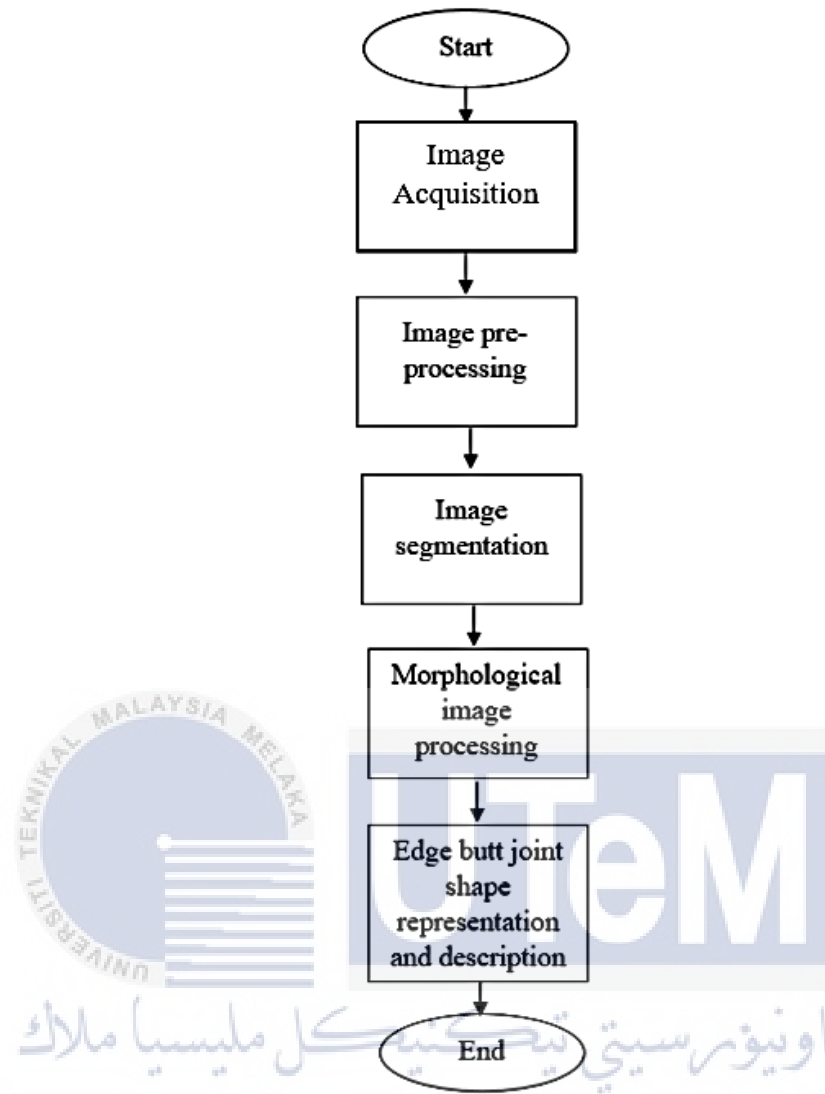 Start
Image
Acquisition
Image pre-
processing
Image
segmentation
Morphological
image
processing
Edge butt joint
shape
representation
and description
End
UNIVERSITI TEKNIKAL MALAYSIA MELAKA
UTeM
اونيۏرسيتي تيكنيكل مليسيا ملاك